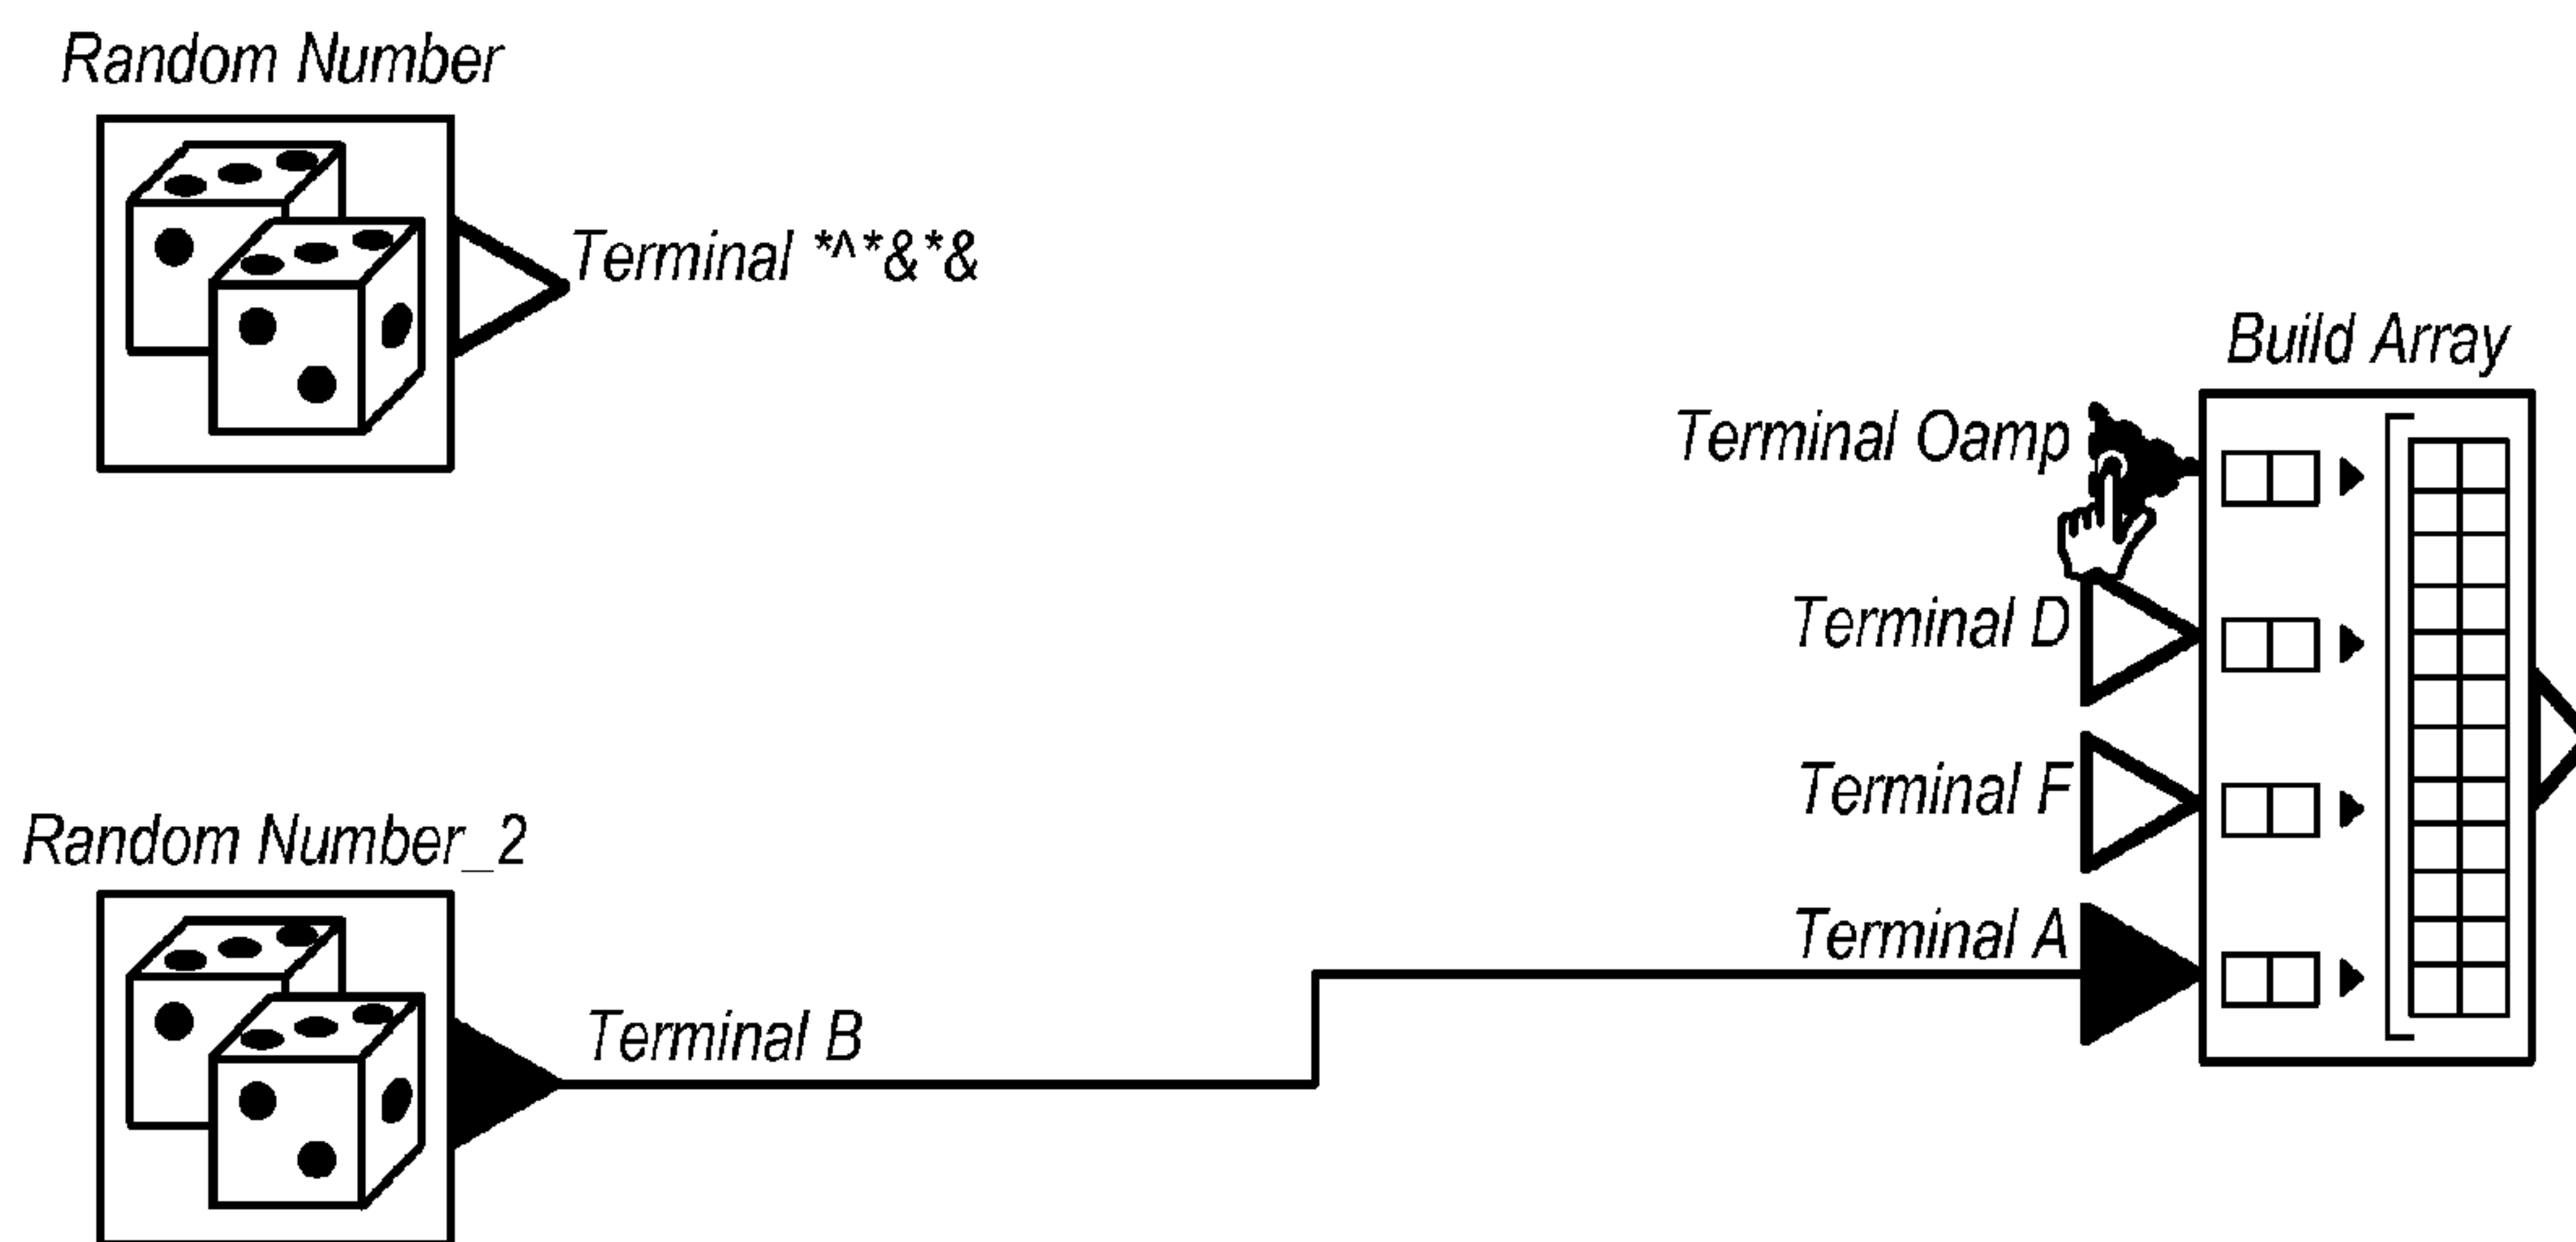 Random Number
Terminal *^*&*&
Build Array
Terminal Oamp
Terminal D
Terminal F
Random Number_2
Terminal A
Terminal B